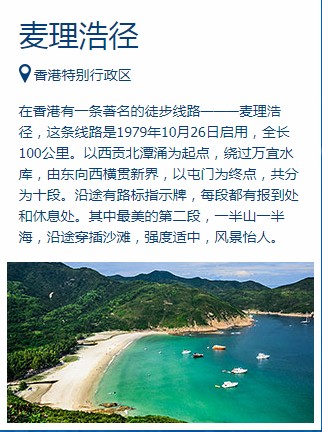 麦理浩径
香港特别行政区
在香港有一条著名的徒步线路———麦理浩
径，这条线路是1979年10月26日启用，全长
100公里。以西贡北潭涌为起点，绕过万宜水
库，由东向西横贯新界，以屯门为终点，共分
为十段。沿途有路标指示牌，每段都有报到处
和休息处。其中最美的第二段，一半山一半
海，沿途穿插沙滩，强度适中，风景怡人。